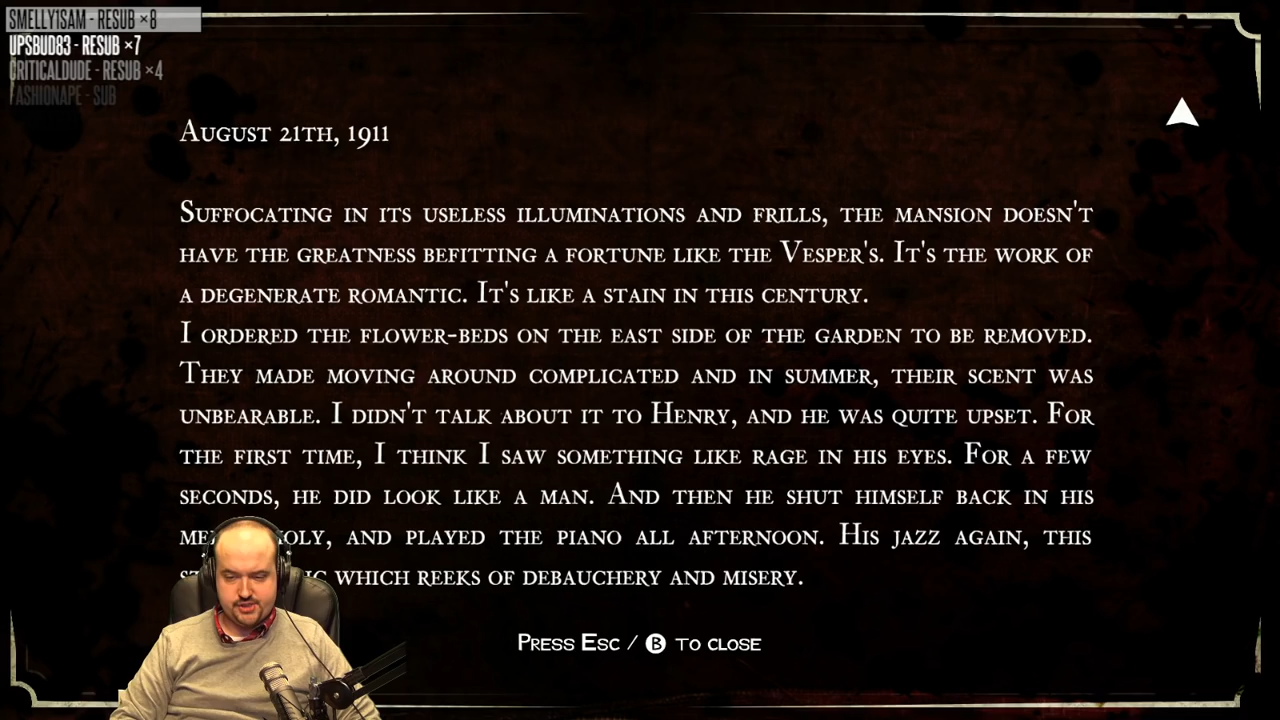 SMELLY1SAM - RESUB ×8
UPSBUD83 - RESUB ×7
CRITICALDUDE - RESUB ×4
FASHIONAPE - SUB
August 21th, 1911
Suffocating in its useless illuminations and frills, the mansion doesn't
have the greatness befitting a fortune like the Vesper's. It's the work of
a degenerate romantic. It's like a stain in this century.
I ordered the flower-beds on the east side of the garden to be removed.
They made moving around complicated and in summer, their scent was
unbearable. I didn't talk about it to Henry, and he was quite upset. For
the first time, I think I saw something like rage in his eyes. For a few
seconds, he did look like a man. And then he shut himself back in his
and played the piano all afternoon. His jazz again, this
which reeks of debauchery and misery.
Press Esc / B to close